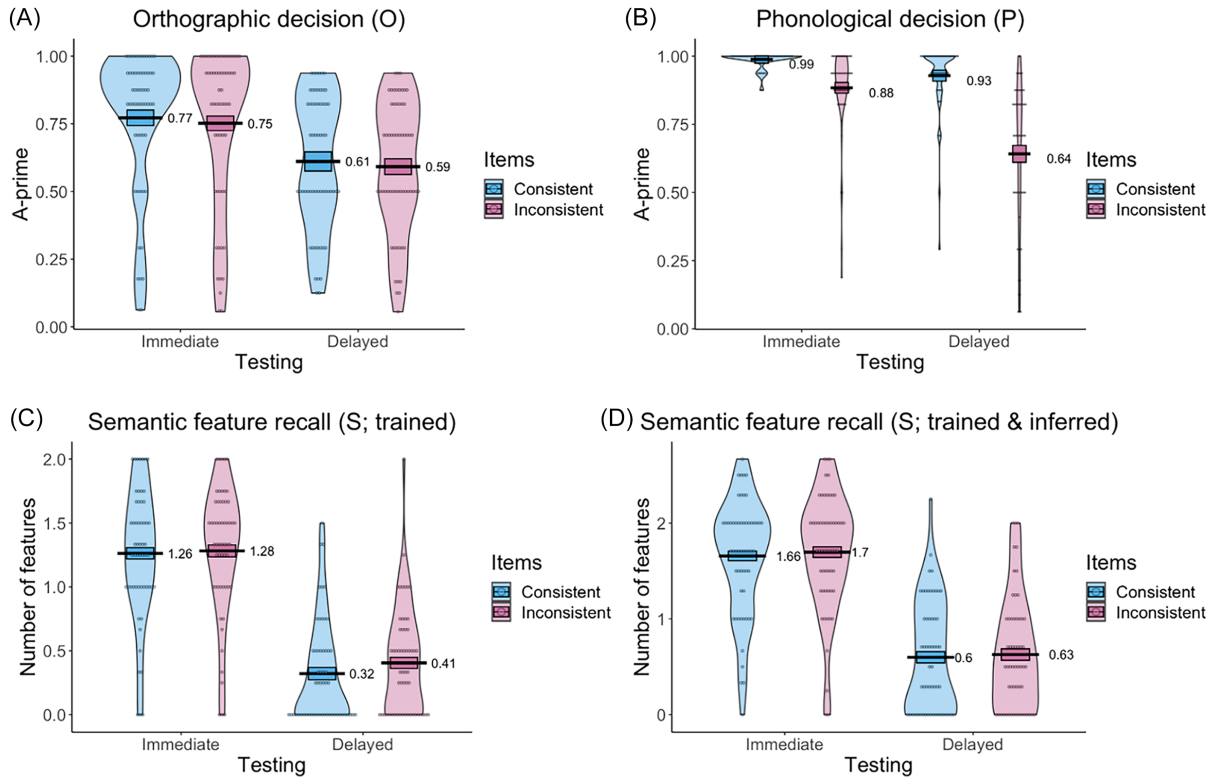 (A) Orthographic decision (O)
1.00
0.75
0.50
0.25
0.00
A-prime
0.77
0.75
0.61
0.59
Immediate
Delayed
Testing
Items
Consistent
Inconsistent
(B) Phonological decision (P)
1.00
0.75
0.50
0.25
0.00
A-prime
0.99
0.88
0.93
0.64
Immediate
Delayed
Testing
Items
Consistent
Inconsistent
(C) Semantic feature recall (S; trained)
2.0
1.5
1.0
0.5
0.0
Number of features
1.26
1.28
0.32
0.41
Immediate
Delayed
Testing
Items
Consistent
Inconsistent
(D) Semantic feature recall (S; trained & inferred)
2
1
0
Number of features
1.66
1.7
0.6
0.63
Immediate
Delayed
Testing
Items
Consistent
Inconsistent